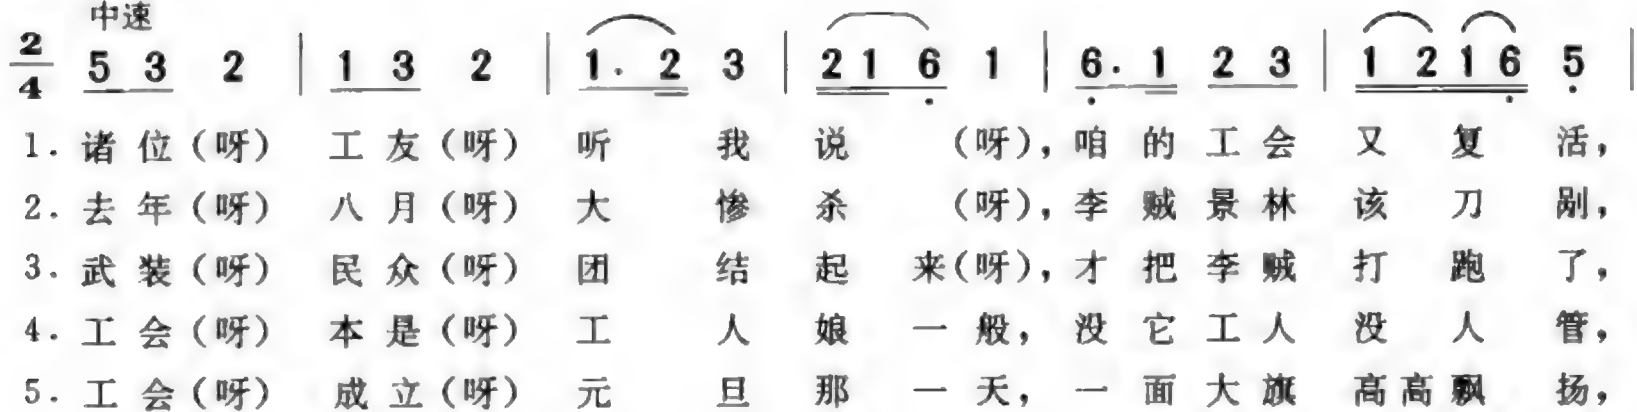 中速
2/4 5 3 2 | 1 3 2 | 1. 2 3 | 2 1 6 1 | 6. 1 2 3 | 1 2 1 6 5 |
1. 诸位(呀) 工友(呀) 听 我 说 (呀), 咱的工会 又 复 活,
2. 去年(呀) 八月(呀) 大 惨 杀 (呀), 李贼景林 该 刀 剐,
3. 武装(呀) 民众(呀) 团 结 起 来(呀), 才把李贼 打 跑 了,
4. 工会(呀) 本是(呀) 工 人 娘 一 般, 没它工人 没 人 管,
5. 工会(呀) 成立(呀) 元 旦 那 一 天, 一面大旗 高高飘 扬,